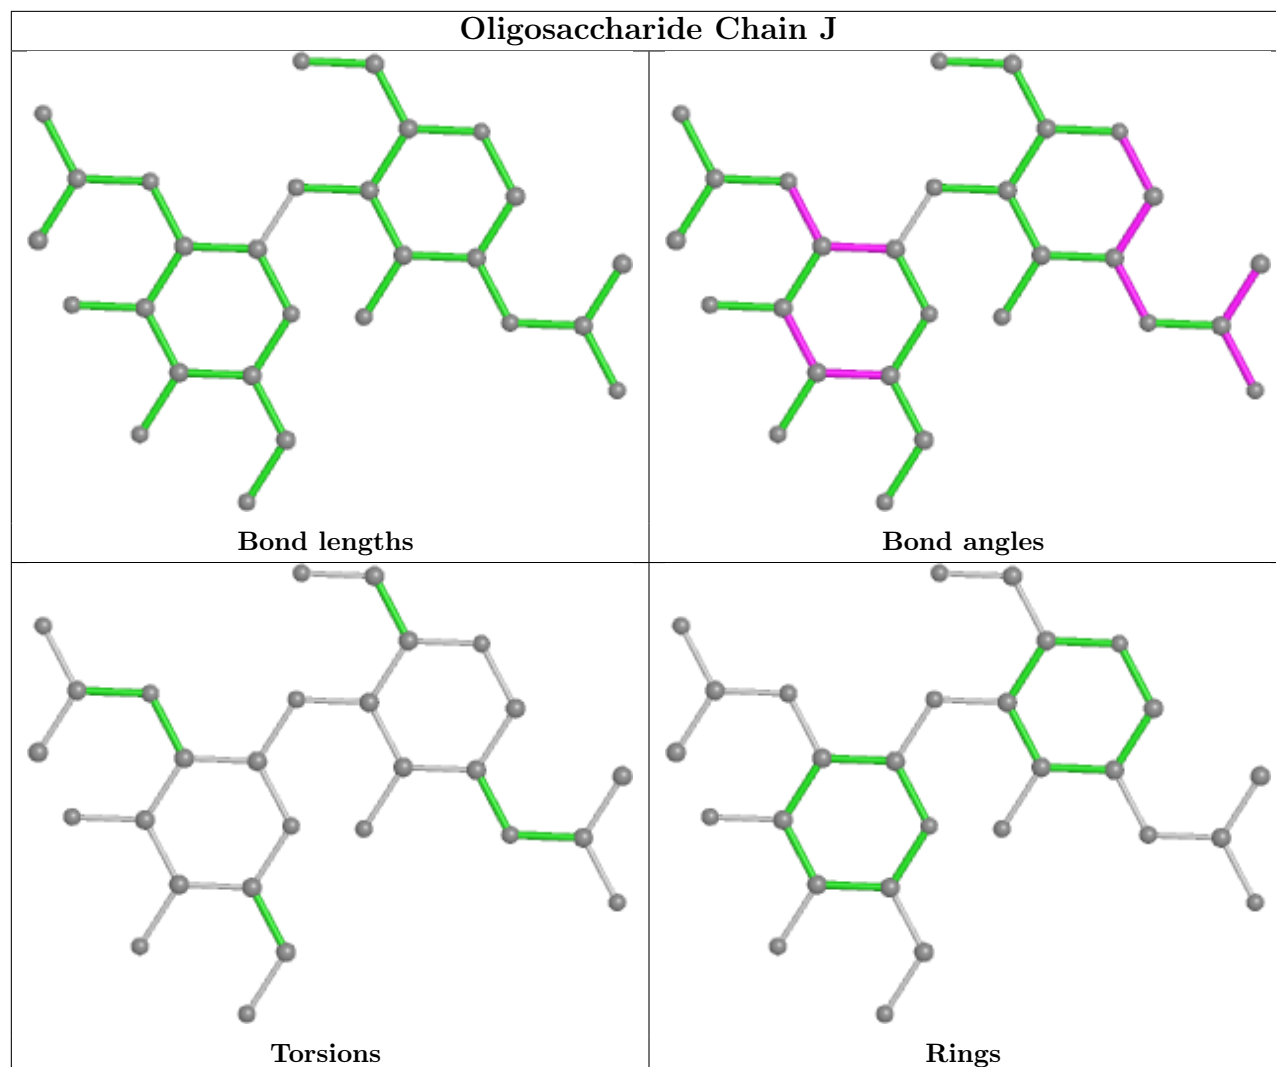 Oligosaccharide Chain J
Bond lengths
Bond angles
Torsions
Rings